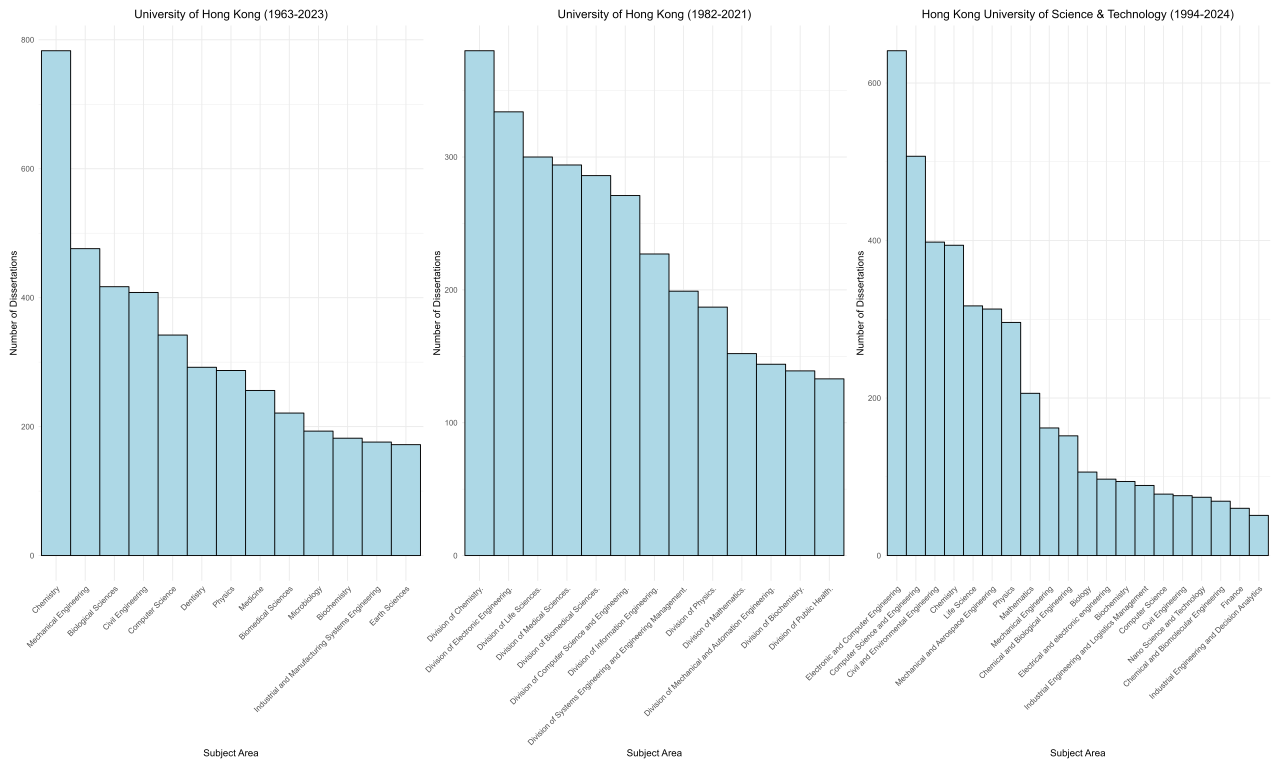 University of Hong Kong (1963-2023)
Number of Dissertations
800
600
400
200
0
Chemistry
Mechanical Engineering
Biological Sciences
Civil Engineering
Computer Science
Dentistry
Physics
Medicine
Biomedical Sciences
Microbiology
Biochemistry
Industrial and Manufacturing Systems Engineering
Earth Sciences
Subject Area
University of Hong Kong (1982-2021)
Number of Dissertations
300
200
100
0
Division of Chemistry.
Division of Electronic Engineering.
Division of Life Sciences.
Division of Medical Sciences.
Division of Biomedical Sciences.
Division of Computer Science and Engineering.
Division of Information Engineering.
Division of Systems Engineering and Engineering Management.
Division of Physics.
Division of Mathematics.
Division of Mechanical and Automation Engineering.
Division of Biochemistry.
Division of Public Health.
Subject Area
Hong Kong University of Science & Technology (1994-2024)
Number of Dissertations
600
400
200
0
Electronic and Computer Engineering
Computer Science and Engineering
Civil and Environmental Engineering
Chemistry
Life Science
Mechanical and Aerospace Engineering
Physics
Mathematics
Mechanical Engineering
Chemical and Biological Engineering
Biology
Electrical and electronic engineering
Biochemistry
Industrial Engineering and Logistics Management
Computer Science
Civil Engineering
Nano Science and Technology
Chemical and Biomolecular Engineering
Finance
Industrial Engineering and Decision Analytics
Subject Area